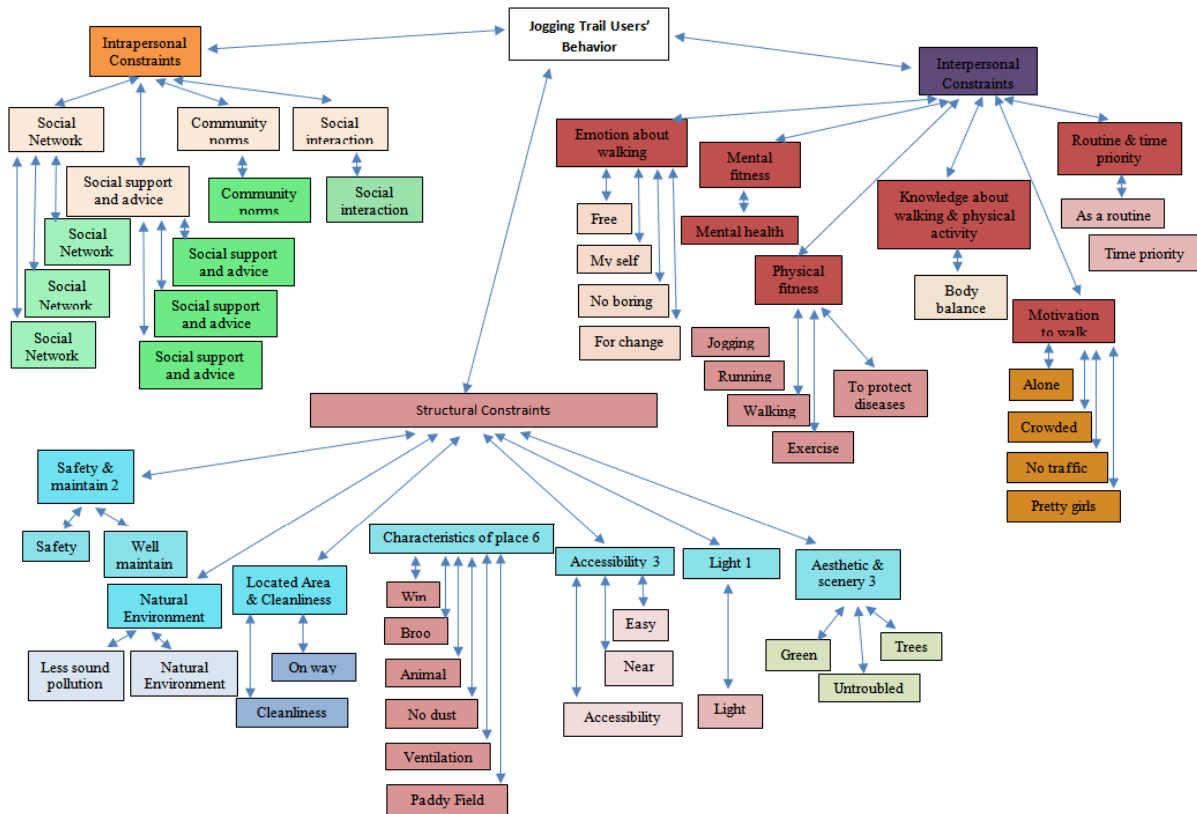 Jogging Trail Users'
Behavior
Intrapersonal
Constraints
Interpersonal
Constraints
Social
Network
Social support
and advice
Community
norms
Social
interaction
Community
norms
Social
interaction
Social
Network
Social
Network
Social
Network
Social support
and advice
Social support
and advice
Social support
and advice
Emotion about
walking
Free
My self
No boring
For change
Mental
fitness
Mental health
Physical
fitness
Jogging
Running
Walking
Exercise
To protect
diseases
Knowledge about
walking & physical
activity
Body
balance
Routine & time
priority
As a routine
Time priority
Motivation
to walk
Alone
Crowded
No traffic
Pretty girls
Structural Constraints
Safety &
maintain 2
Safety
Well
maintain
Natural
Environment
Less sound
pollution
Natural
Environment
Located Area
& Cleanliness
On way
Cleanliness
Characteristics of place 6
Win
Broo
Animal
No dust
Ventilation
Paddy Field
Accessibility 3
Easy
Near
Accessibility
Light 1
Light
Aesthetic &
scenery 3
Green
Trees
Untroubled